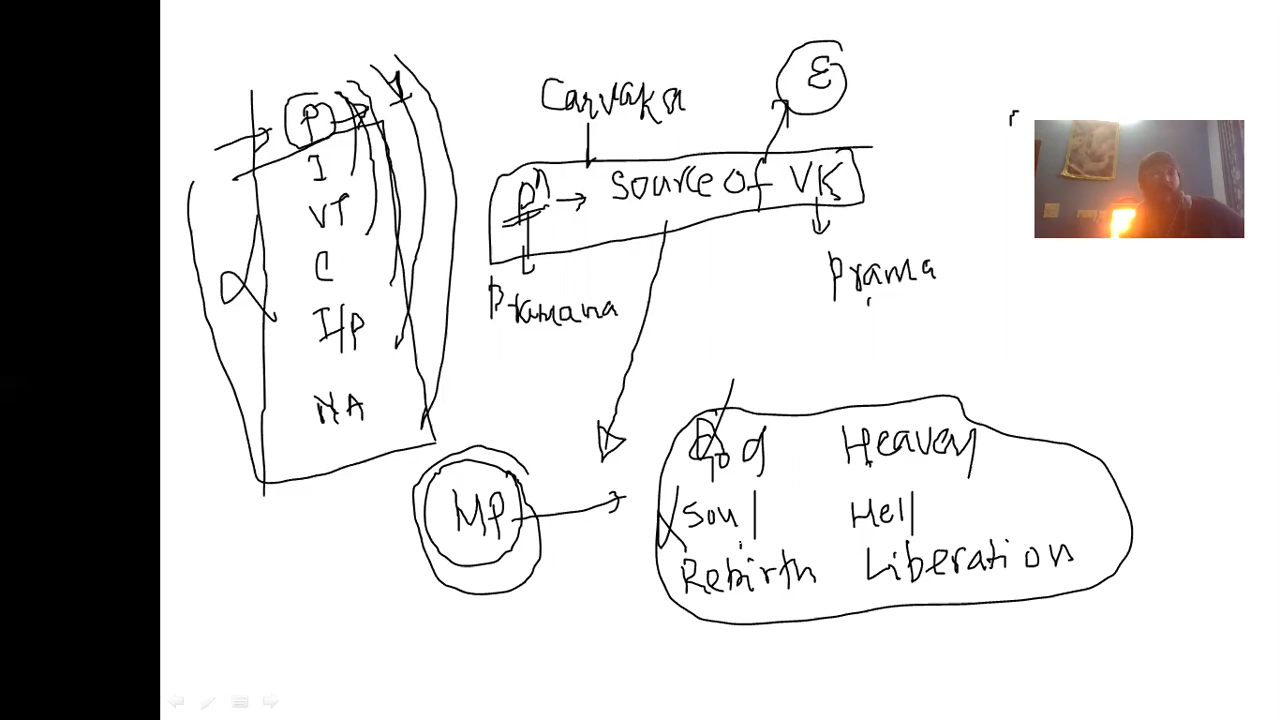 P
I
VT
C
I/P
NA
Carvaka
E
P → Source of VK
Pramana
Prama
MP
God Heaven
Soul Hell
Rebirth Liberation